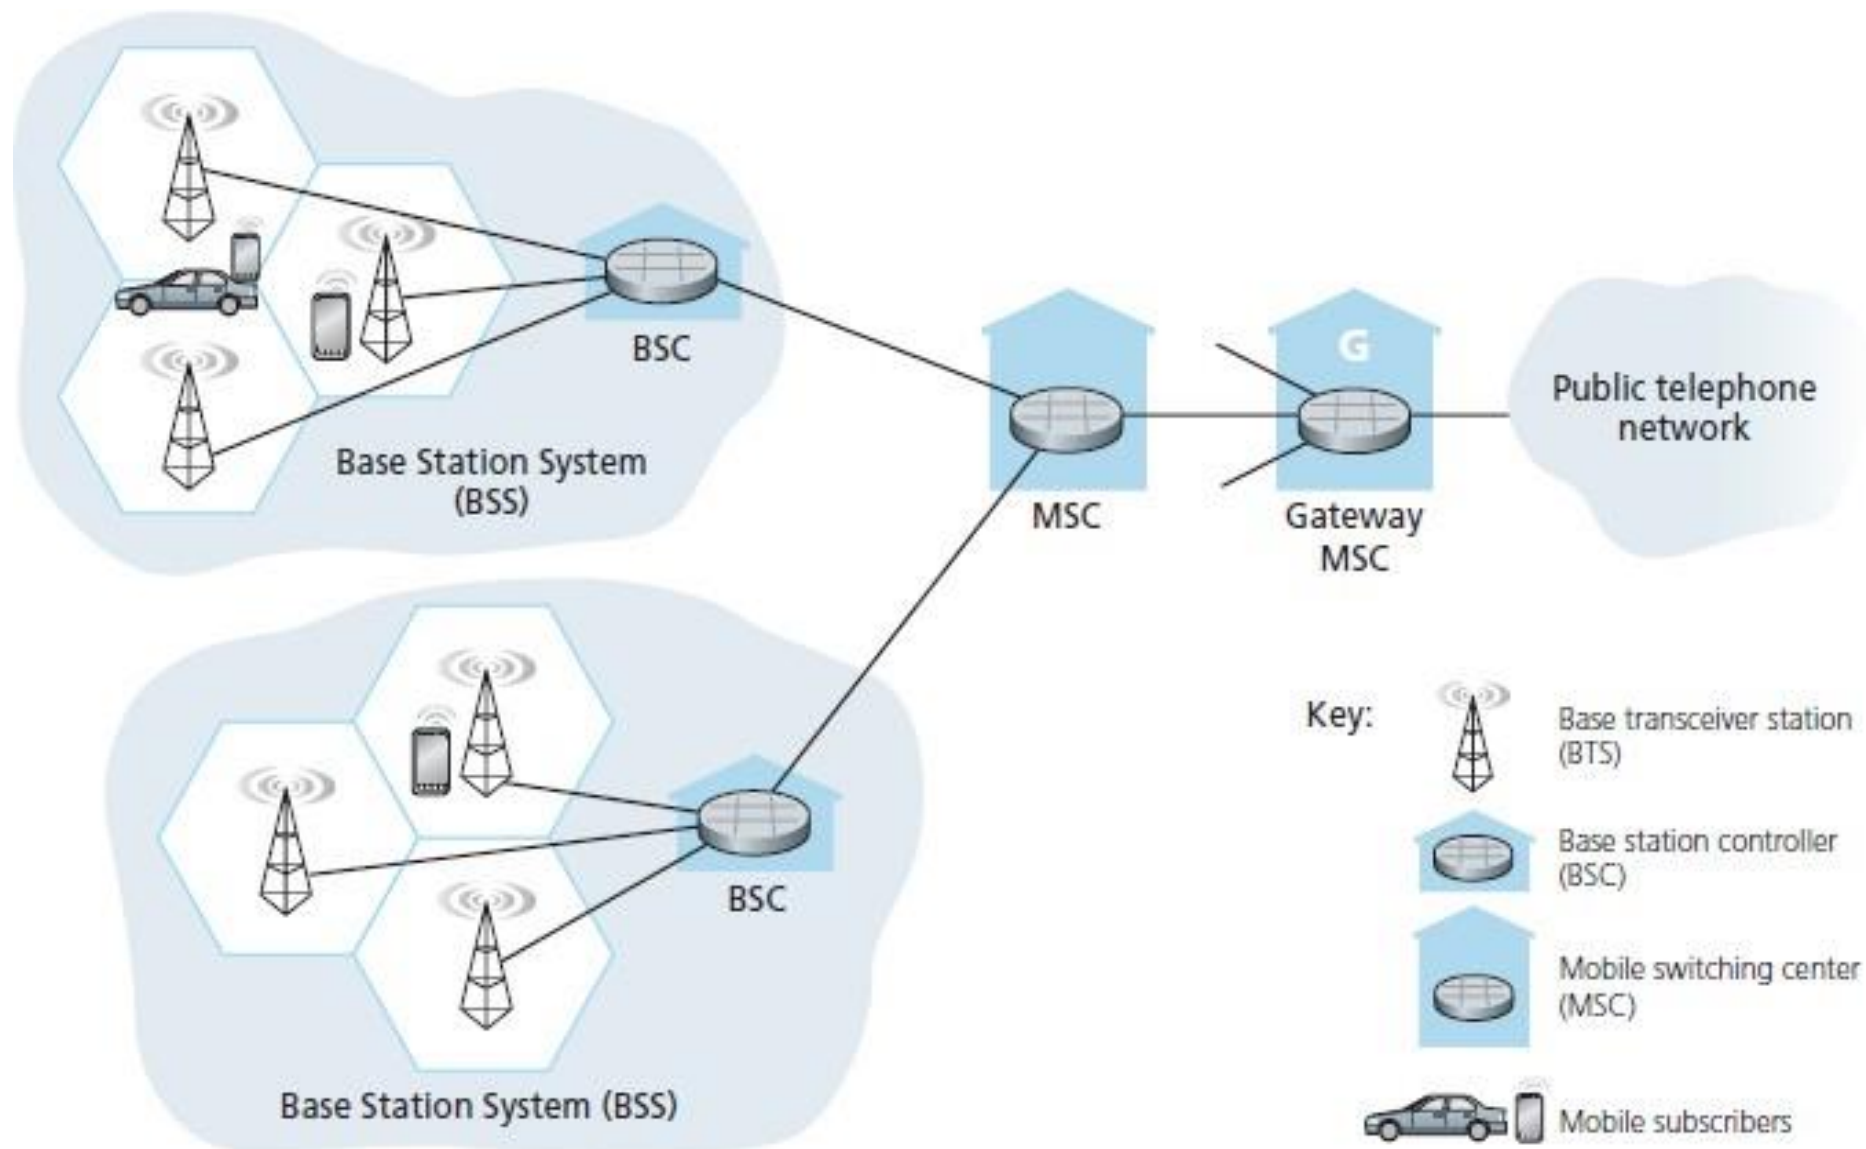 BSC
Base Station System
(BSS)
G
MSC
Gateway
MSC
Public telephone
network
BSC
Base Station System (BSS)
Key:
Base transceiver station
(BTS)
Base station controller
(BSC)
Mobile switching center
(MSC)
Mobile subscribers